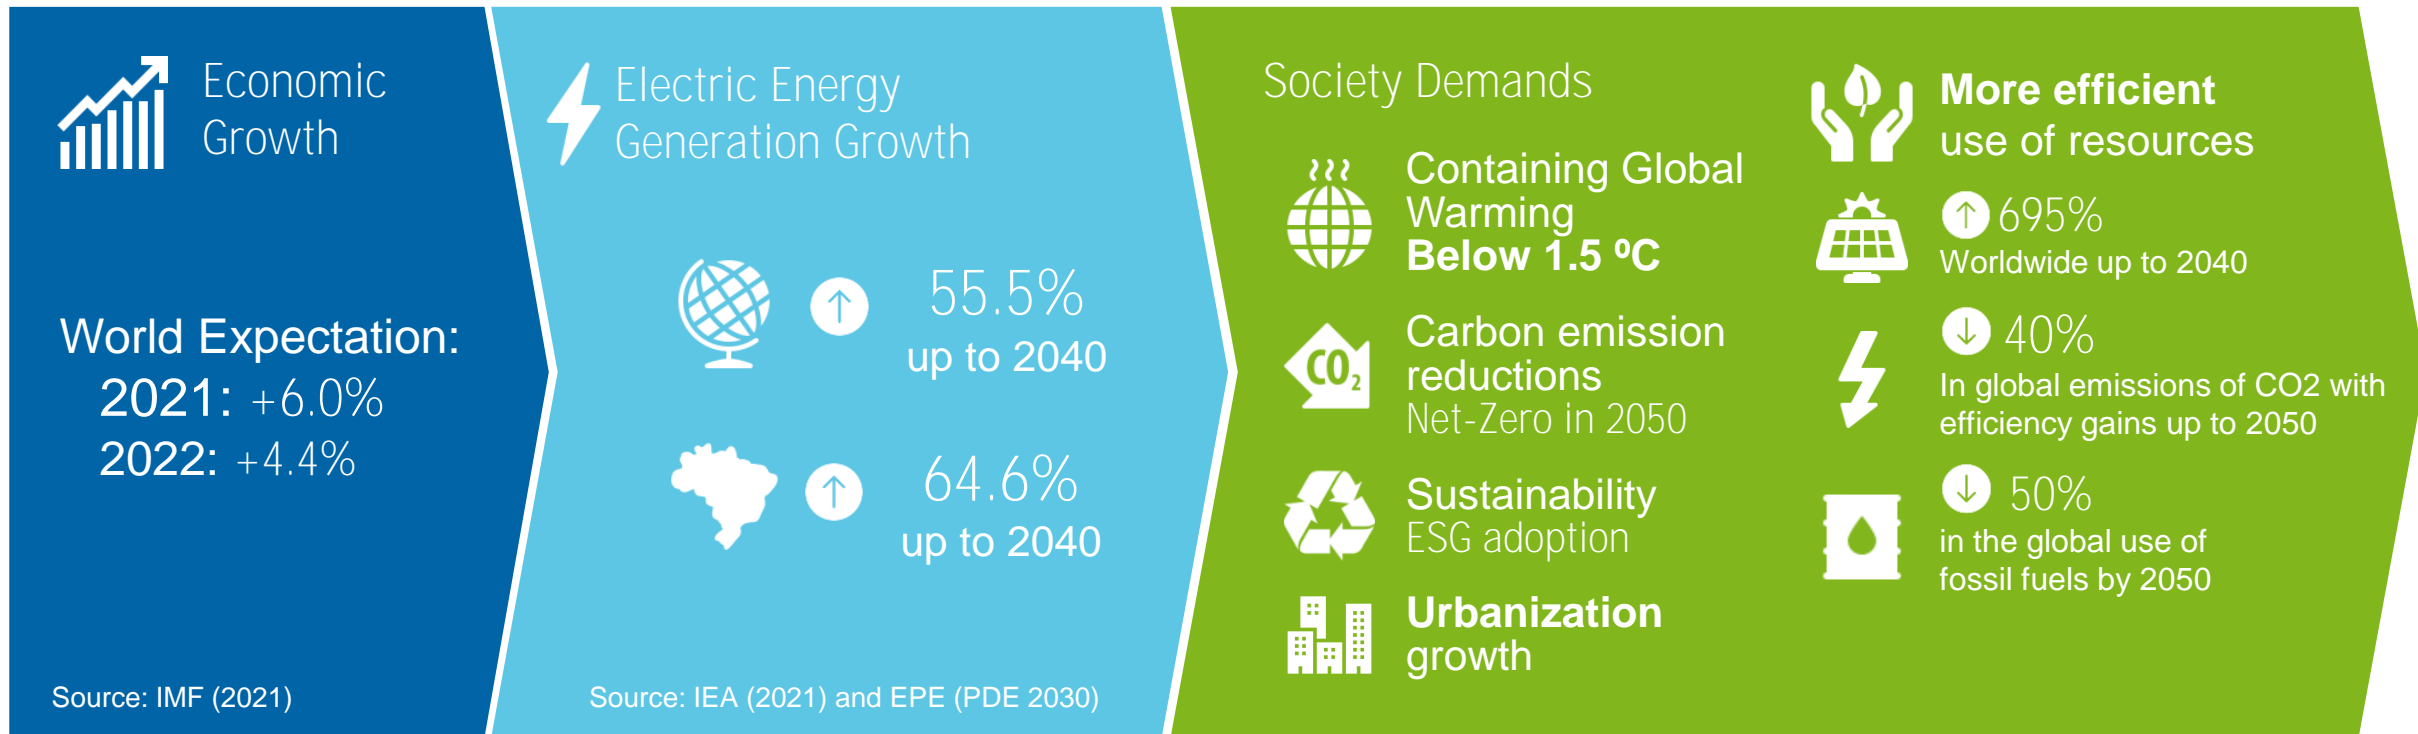 Economic
Growth
World Expectation:
2021: +6.0%
2022: +4.4%
Source: IMF (2021)
Electric Energy
Generation Growth
55.5%
up to 2040
64.6%
up to 2040
Source: IEA (2021) and EPE (PDE 2030)
Society Demands
Containing Global
Warming
Below 1.5 ºC
CO2
Carbon emission
reductions
Net-Zero in 2050
Sustainability
ESG adoption
Urbanization
growth
More efficient
use of resources
695%
Worldwide up to 2040
40%
In global emissions of CO2 with
efficiency gains up to 2050
50%
in the global use of
fossil fuels by 2050